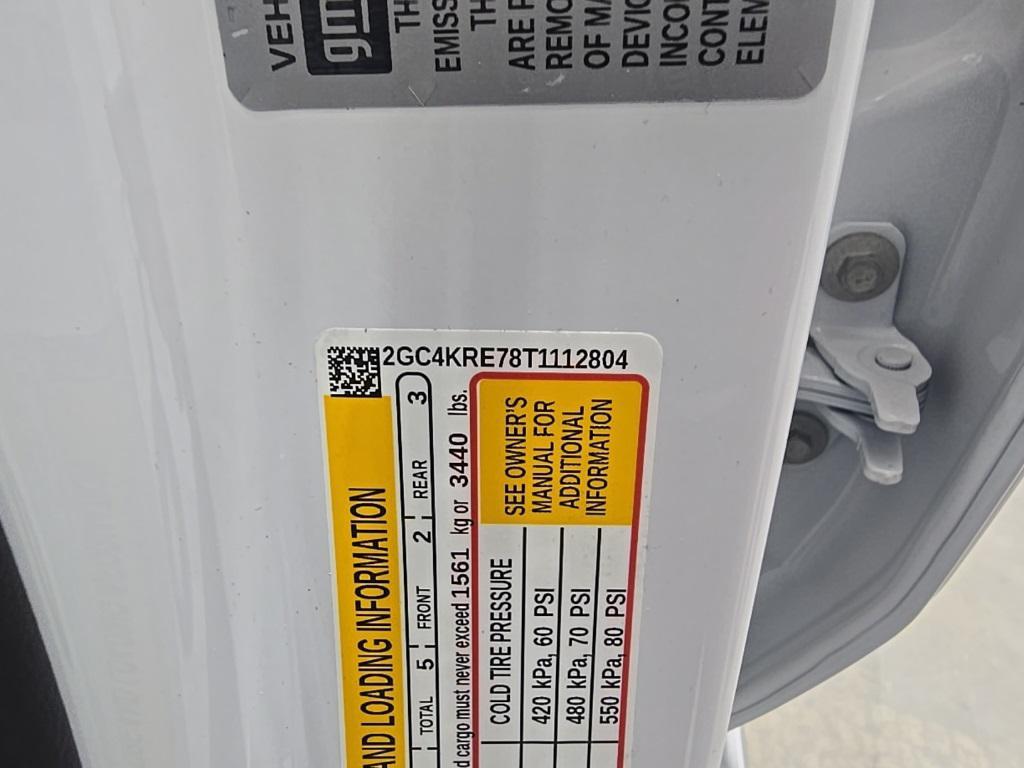 VEH
gm
TH
EMISS
TH
ARE P
REMO
OF MA
DEVIC
INCO
CONT
ELEM
2GC4KRE78T1112804
AND LOADING INFORMATION
TOTAL 5 FRONT 2 REAR 3
d cargo must never exceed 1561 kg or 3440 lbs.
COLD TIRE PRESSURE
420 kPa, 60 PSI
480 kPa, 70 PSI
550 kPa, 80 PSI
SEE OWNER'S
MANUAL FOR
ADDITIONAL
INFORMATION